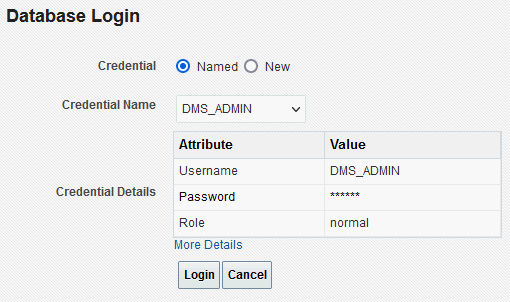 Database Login
Credential Named New
Credential Name DMS_ADMIN
Attribute Value
Username DMS_ADMIN
Credential Details Password ******
Role normal
More Details
Login Cancel